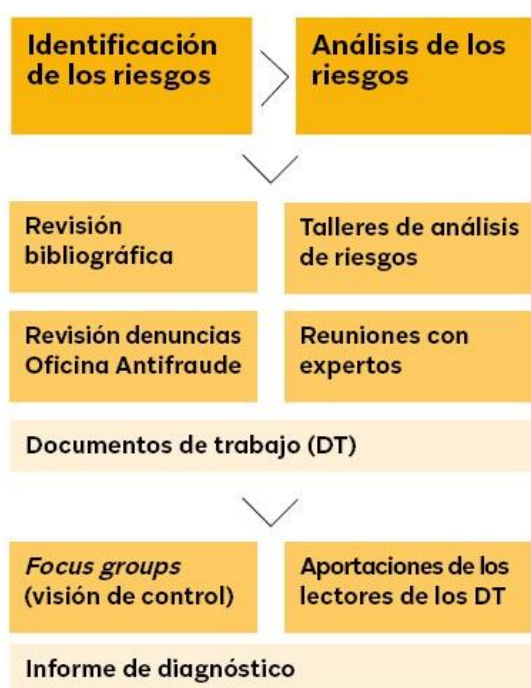 Identificación
de los riesgos
Análisis de los
riesgos
Revisión
bibliográfica
Talleres de análisis
de riesgos
Revisión denuncias
Oficina Antifraude
Reuniones con
expertos
Documentos de trabajo (DT)
Focus groups
(visión de control)
Aportaciones de los
lectores de los DT
Informe de diagnóstico